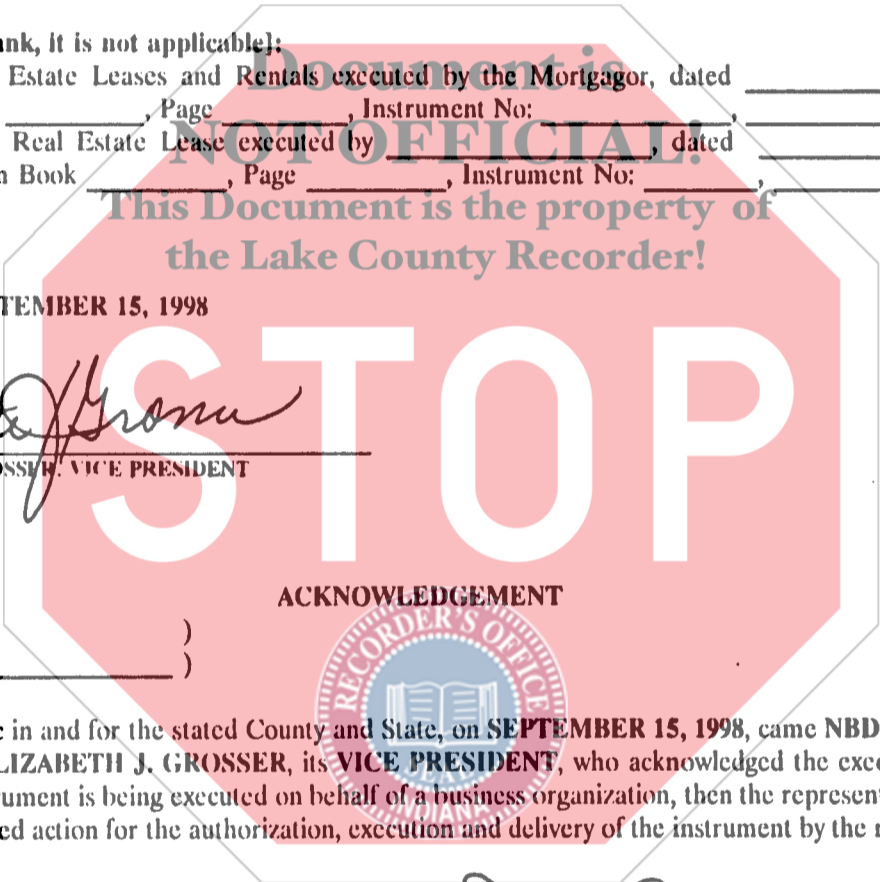 ank, it is not applicable]:
Document is
Estate Leases and Rentals executed by the Mortgagor, dated
, Page , Instrument No: ,
NOT OFFICIAL!
Real Estate Lease executed by , dated
n Book , Page , Instrument No: ,
This Document is the property of
the Lake County Recorder!
TEMBER 15, 1998
STOP
OSSER, VICE PRESIDENT
ACKNOWLEDGEMENT
)
)
RECORDER'S OFFICE
SEAL
INDIANA
c in and for the stated County and State, on SEPTEMBER 15, 1998, came NBD
LIZABETH J. GROSSER, its VICE PRESIDENT, who acknowledged the exec
ument is being executed on behalf of a business organization, then the represent
ed action for the authorization, execution and delivery of the instrument by the